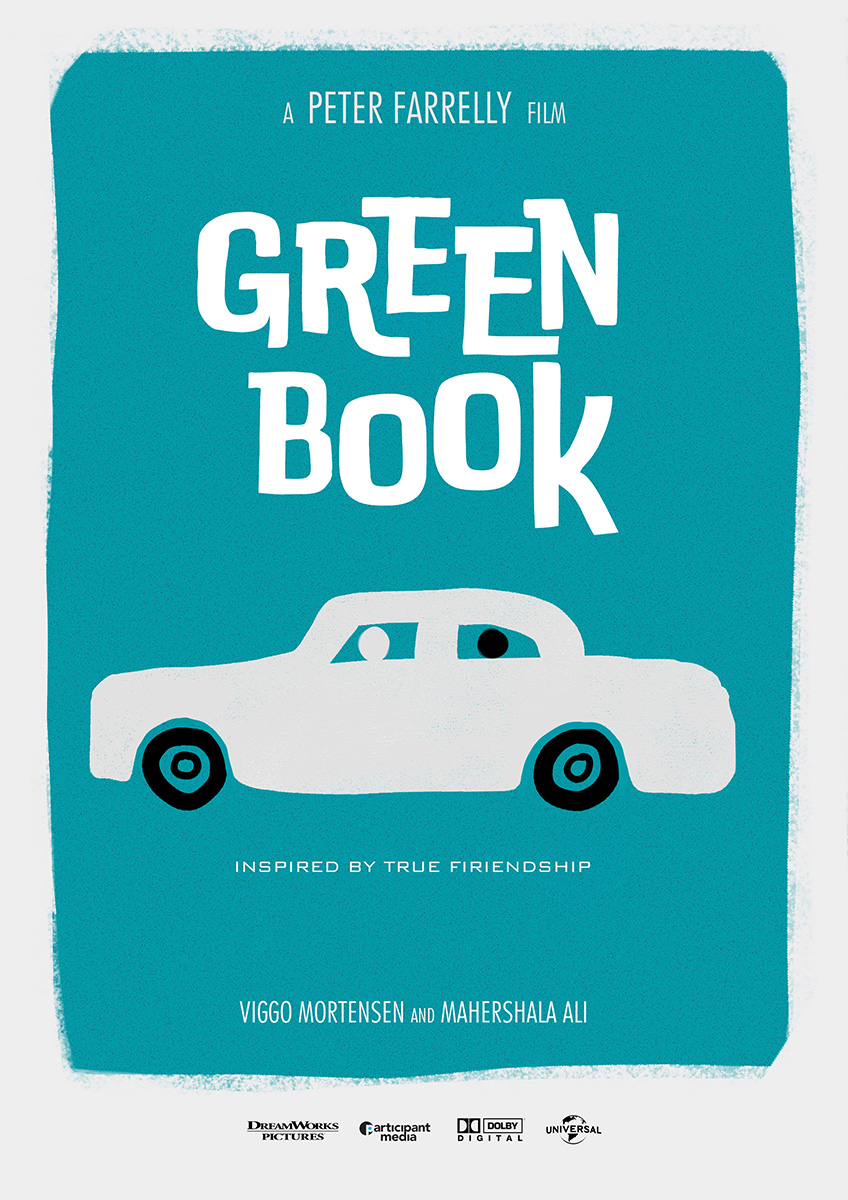 A PETER FARRELLY FILM
GREEN
BOOK
INSPIRED BY TRUE FIRIENDSHIP
VIGGO MORTENSEN AND MAHERSHALA ALI
DREAMWORKS
PICTURES
Participant
media
DOLBY
DIGITAL
UNIVERSAL